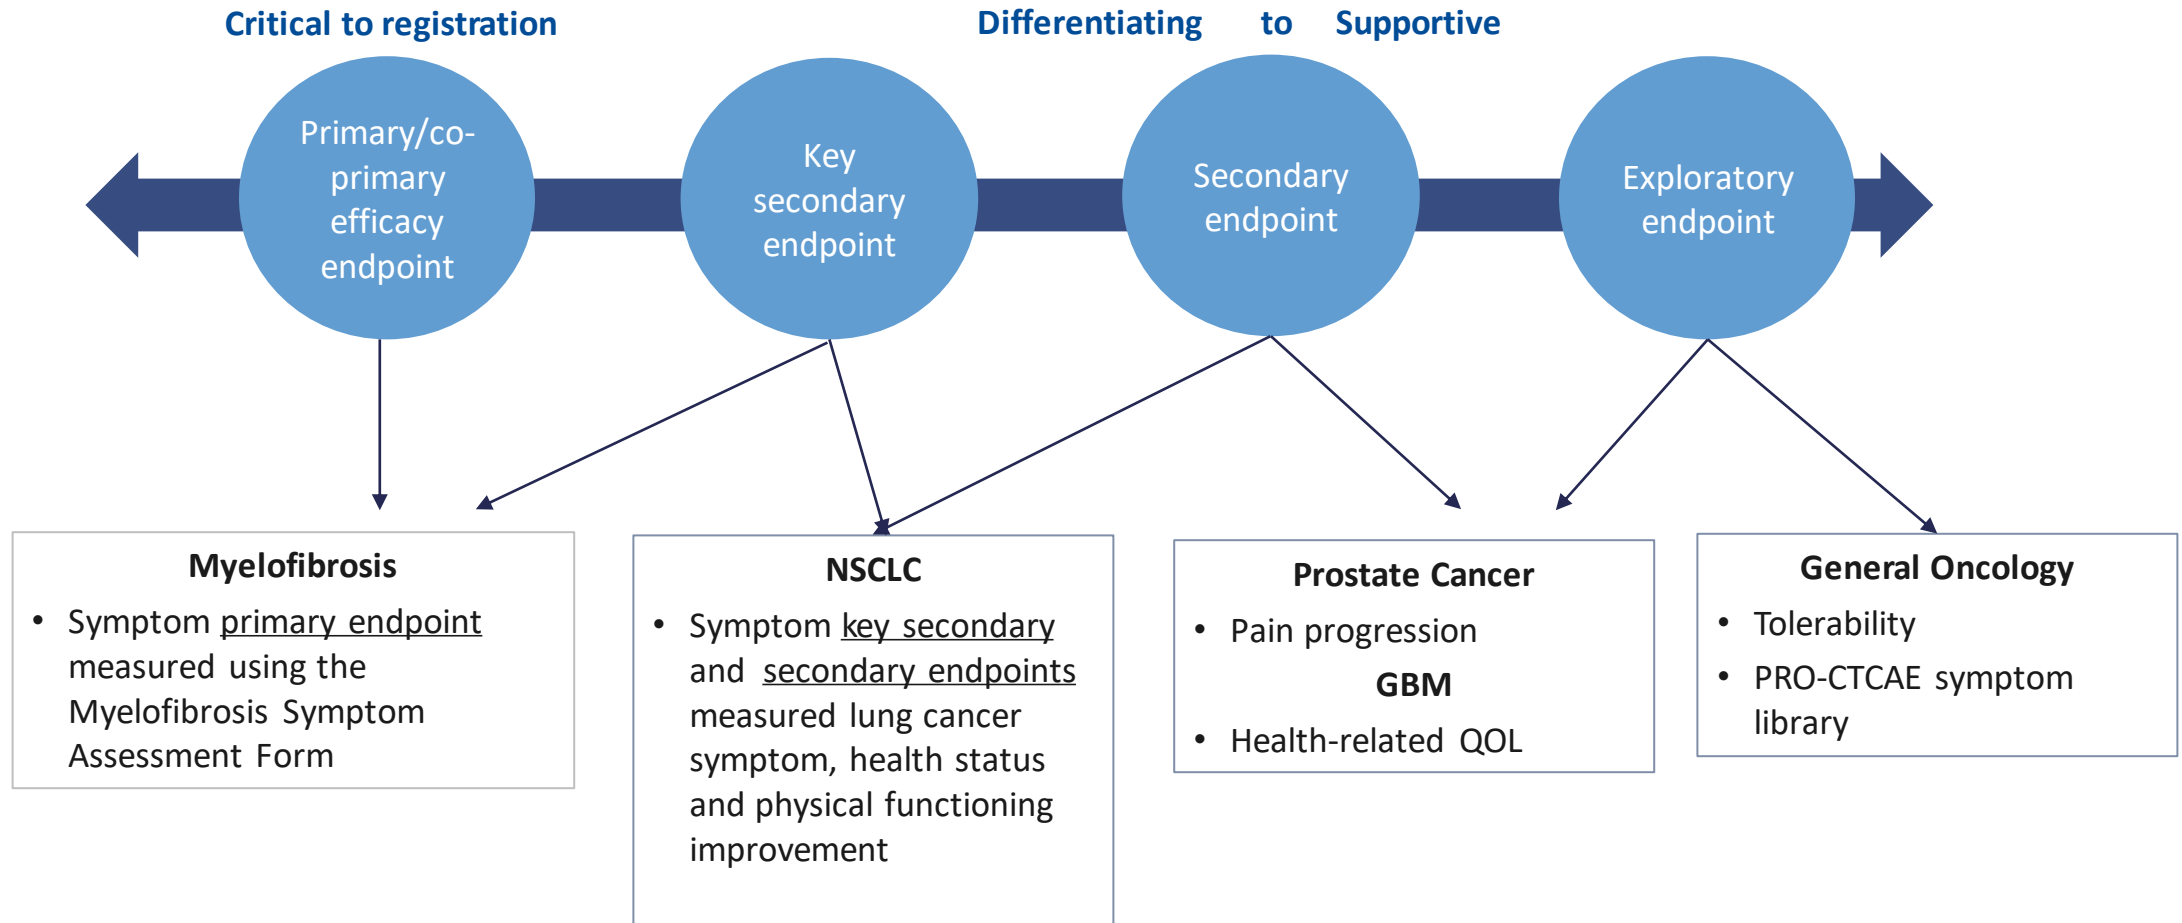 Critical to registration
Differentiating to Supportive
Primary/co-
primary
efficacy
endpoint
Key
secondary
endpoint
Secondary
endpoint
Exploratory
endpoint
Myelofibrosis
• Symptom primary endpoint
measured using the
Myelofibrosis Symptom
Assessment Form
NSCLC
• Symptom key secondary
and secondary endpoints
measured lung cancer
symptom, health status
and physical functioning
improvement
Prostate Cancer
• Pain progression
GBM
• Health-related QOL
General Oncology
• Tolerability
• PRO-CTCAE symptom
library